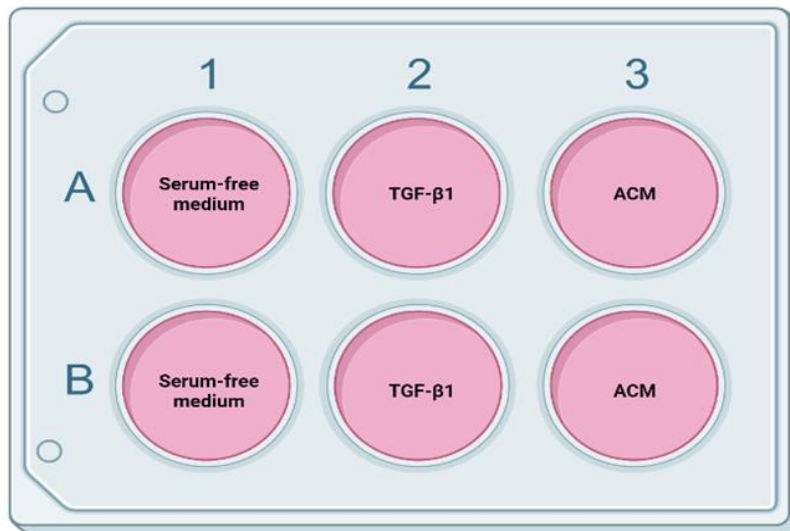 1 2 3
A
Serum-free
medium
TGF-β1
ACM
B
Serum-free
medium
TGF-β1
ACM